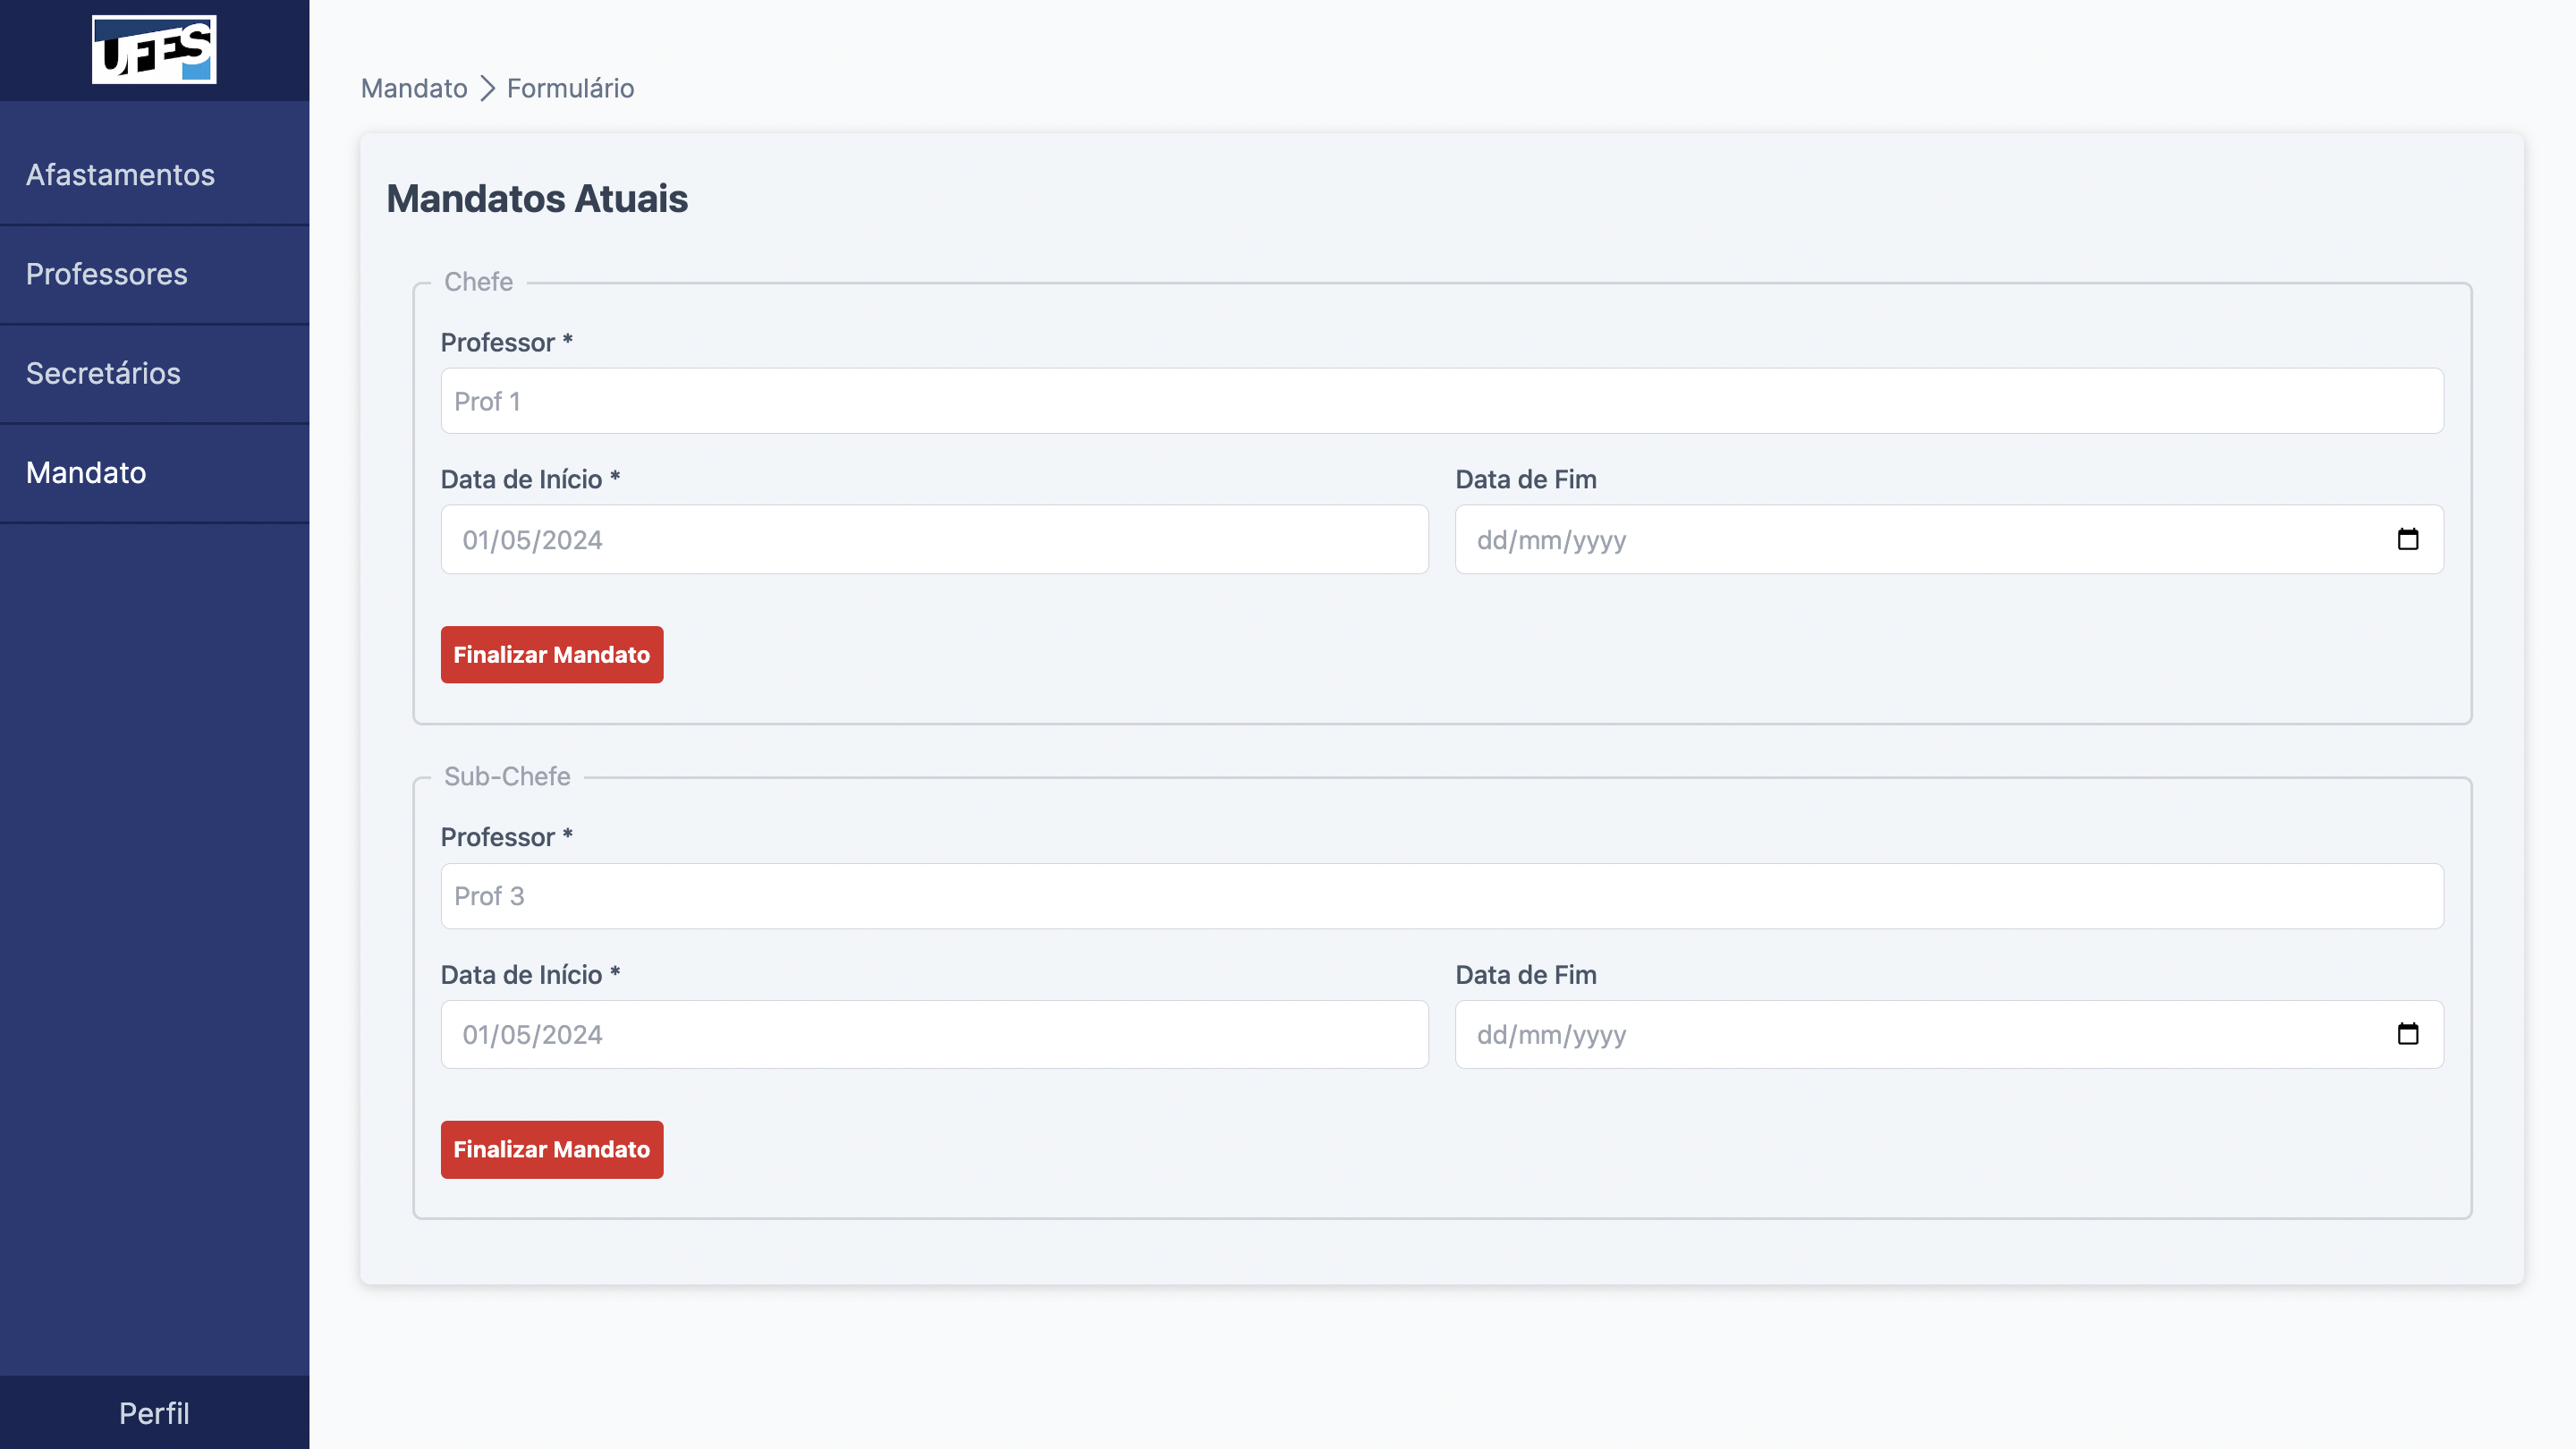 UFES
Afastamentos
Professores
Secretários
Mandato
Perfil
Mandato > Formulário
Mandatos Atuais
Chefe
Professor *
Prof 1
Data de Início * Data de Fim
01/05/2024 dd/mm/yyyy
Finalizar Mandato
Sub-Chefe
Professor *
Prof 3
Data de Início * Data de Fim
01/05/2024 dd/mm/yyyy
Finalizar Mandato